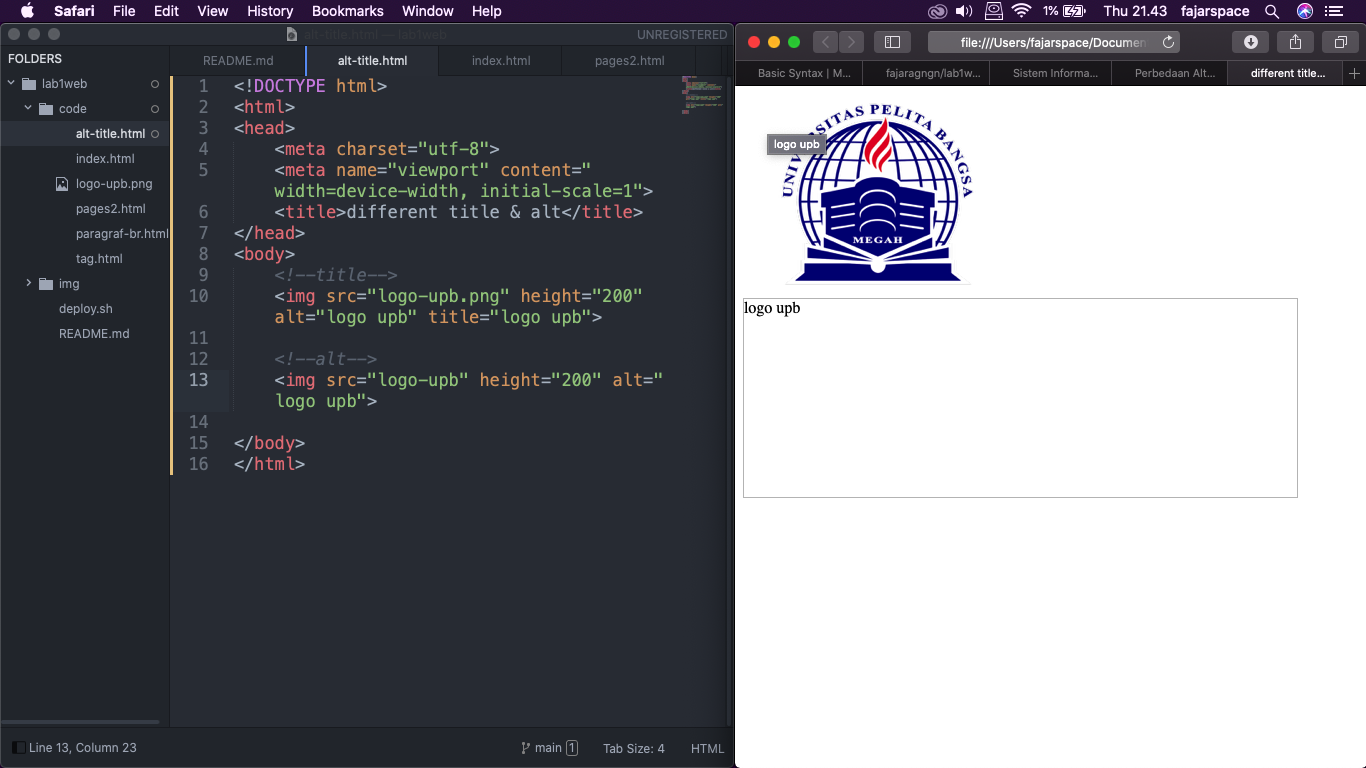 Safari File Edit View History Bookmarks Window Help 1% Thu 21.43 fajarspace
alt-title.html — lab1web UNREGISTERED
FOLDERS
lab1web
code
alt-title.html
index.html
logo-upb.png
pages2.html
paragraf-br.html
tag.html
img
deploy.sh
README.md
README.md alt-title.html index.html pages2.html
1 <!DOCTYPE html>
2 <html>
3 <head>
4 <meta charset="utf-8">
5 <meta name="viewport" content="
width=device-width, initial-scale=1">
6 <title>different title & alt</title>
7 </head>
8 <body>
9 <!--title-->
10 <img src="logo-upb.png" height="200"
alt="logo upb" title="logo upb">
11
12 <!--alt-->
13 <img src="logo-upb" height="200" alt="
logo upb">
14
15 </body>
16 </html>
Line 13, Column 23 main 1 Tab Size: 4 HTML
file:///Users/fajarspace/Documen
Basic Syntax | M... fajaragngn/lab1w... Sistem Informa... Perbedaan Alt... different title...
UNIVERSITAS PELITA BANGSA
logo upb
MEGAH
logo upb